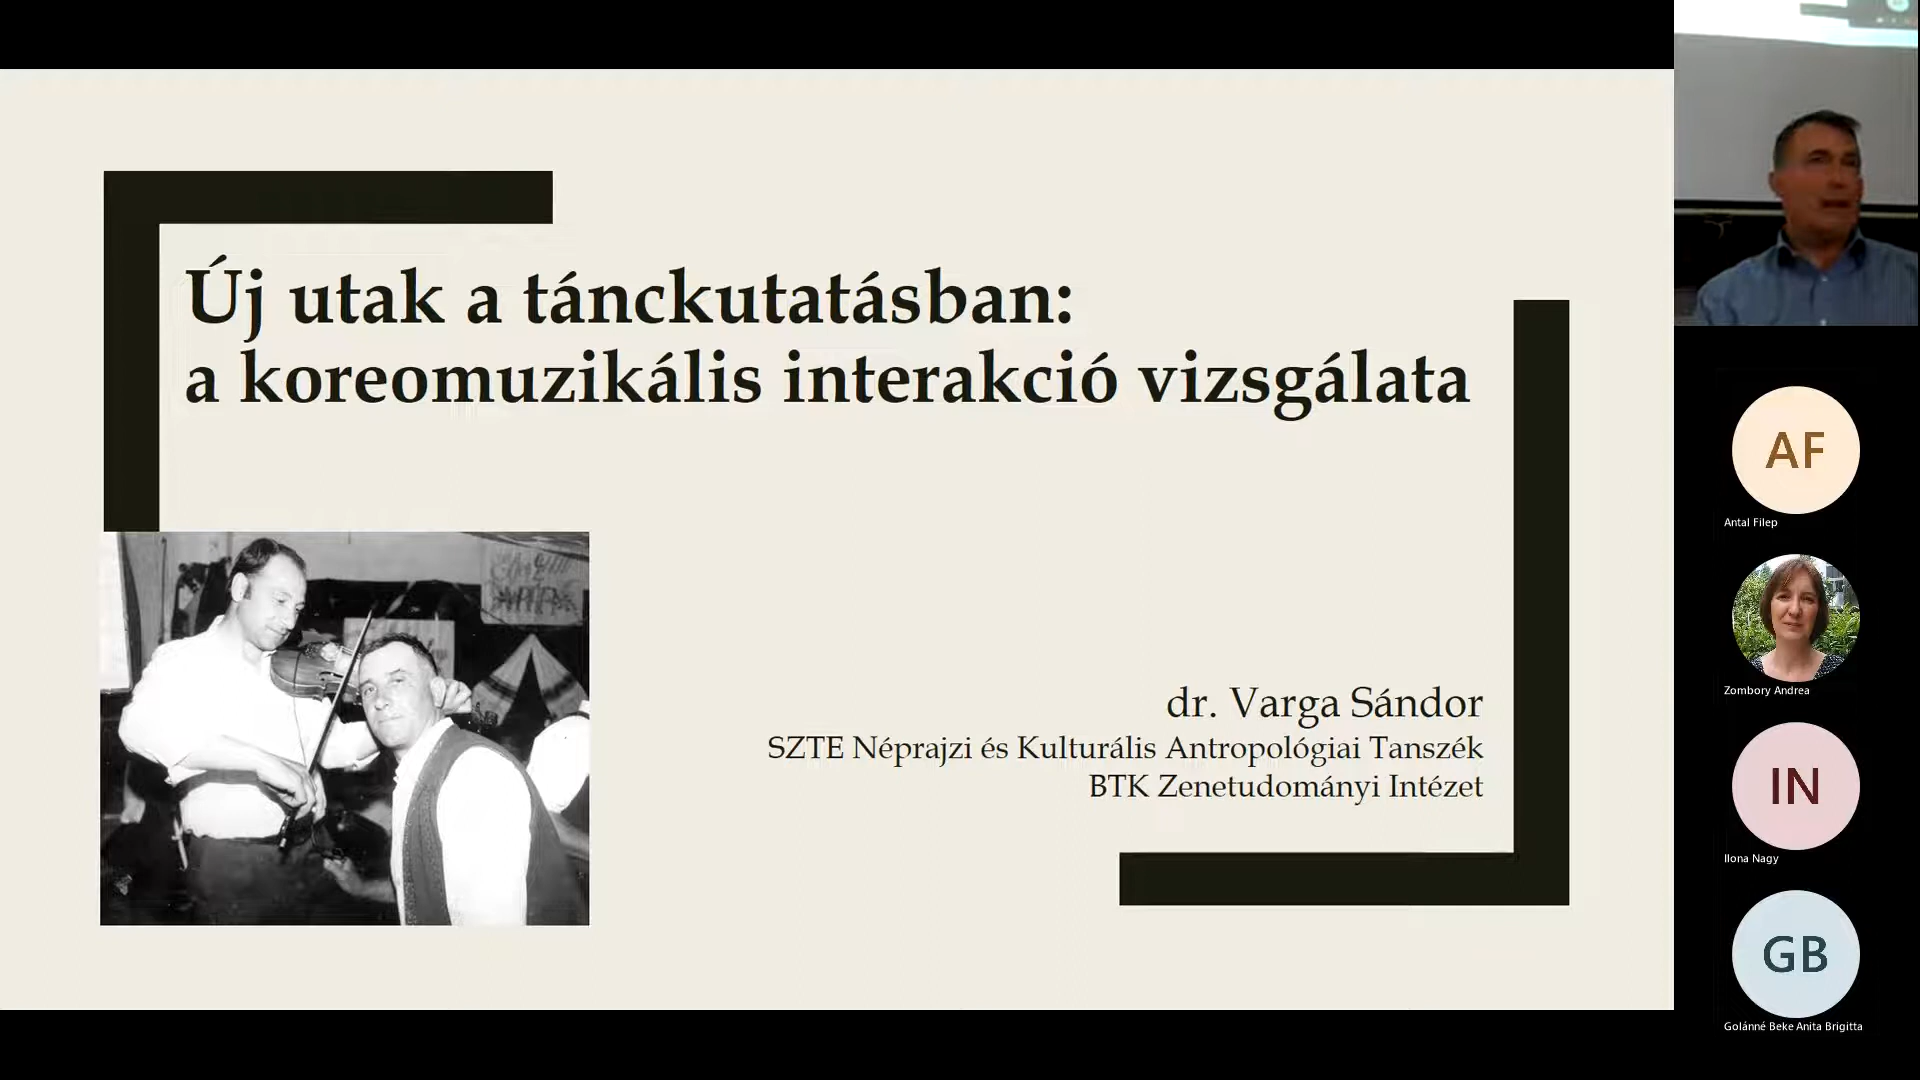 Új utak a tánckutatásban:
a koreomuzikális interakció vizsgálata
dr. Varga Sándor
SZTE Néprajzi és Kulturális Antropológiai Tanszék
BTK Zenetudományi Intézet
AF
Antal Filep
Zombory Andrea
IN
Ilona Nagy
GB
Golánné Beke Anita Brigitta